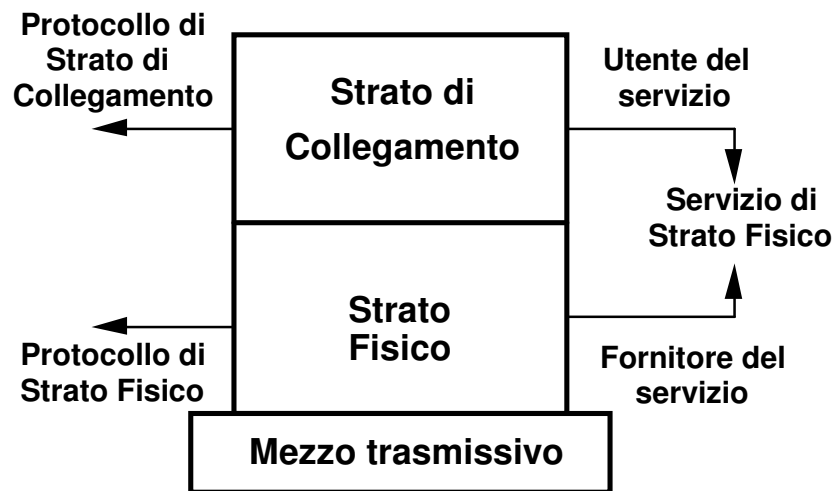 Protocollo di
Strato di
Collegamento
Strato di
Collegamento
Utente del
servizio
Servizio di
Strato Fisico
Strato
Fisico
Protocollo di
Strato Fisico
Fornitore del
servizio
Mezzo trasmissivo